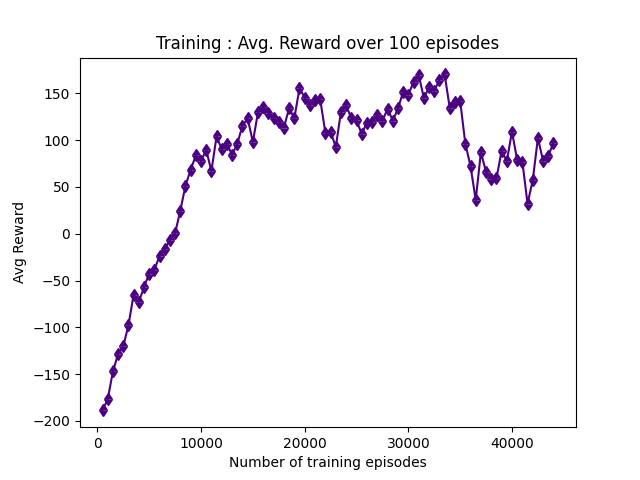 Training : Avg. Reward over 100 episodes
Avg Reward
150
100
50
0
−50
−100
−150
−200
0 10000 20000 30000 40000
Number of training episodes